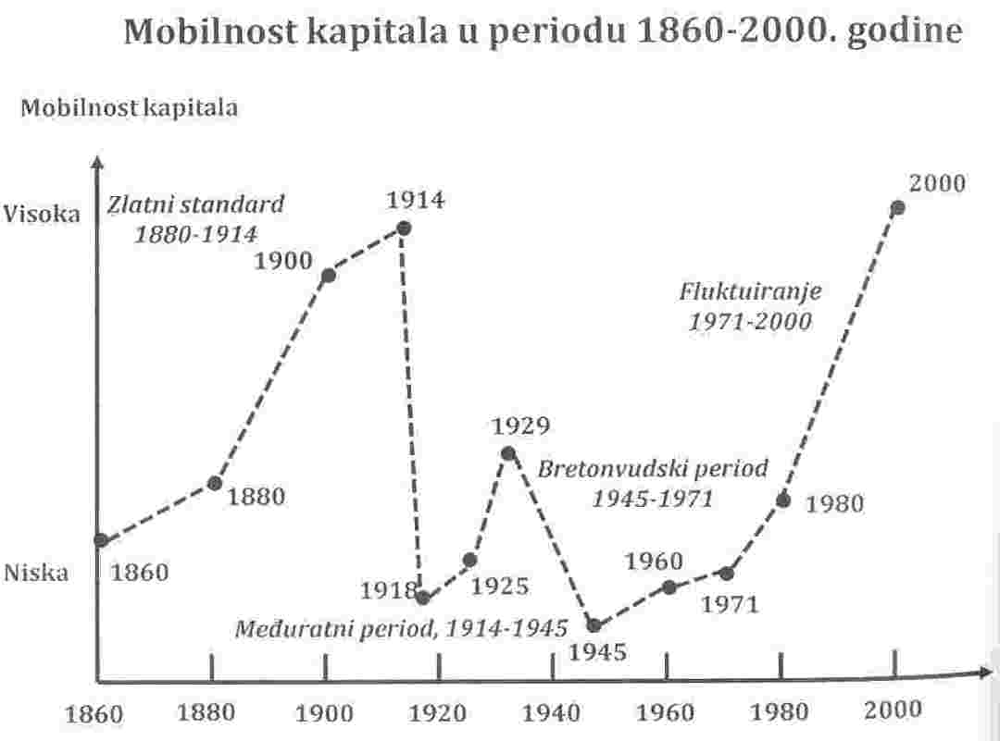 Mobilnost kapitala u periodu 1860-2000. godine
Mobilnost kapitala
Visoka
Zlatni standard
1880-1914
1914
2000
1900
Fluktuiranje
1971-2000
1929
Bretonvudski period
1945-1971
1880
1980
Niska
1860
1918
1925
1960
1971
Međuratni period, 1914-1945
1945
1860 1880 1900 1920 1940 1960 1980 2000